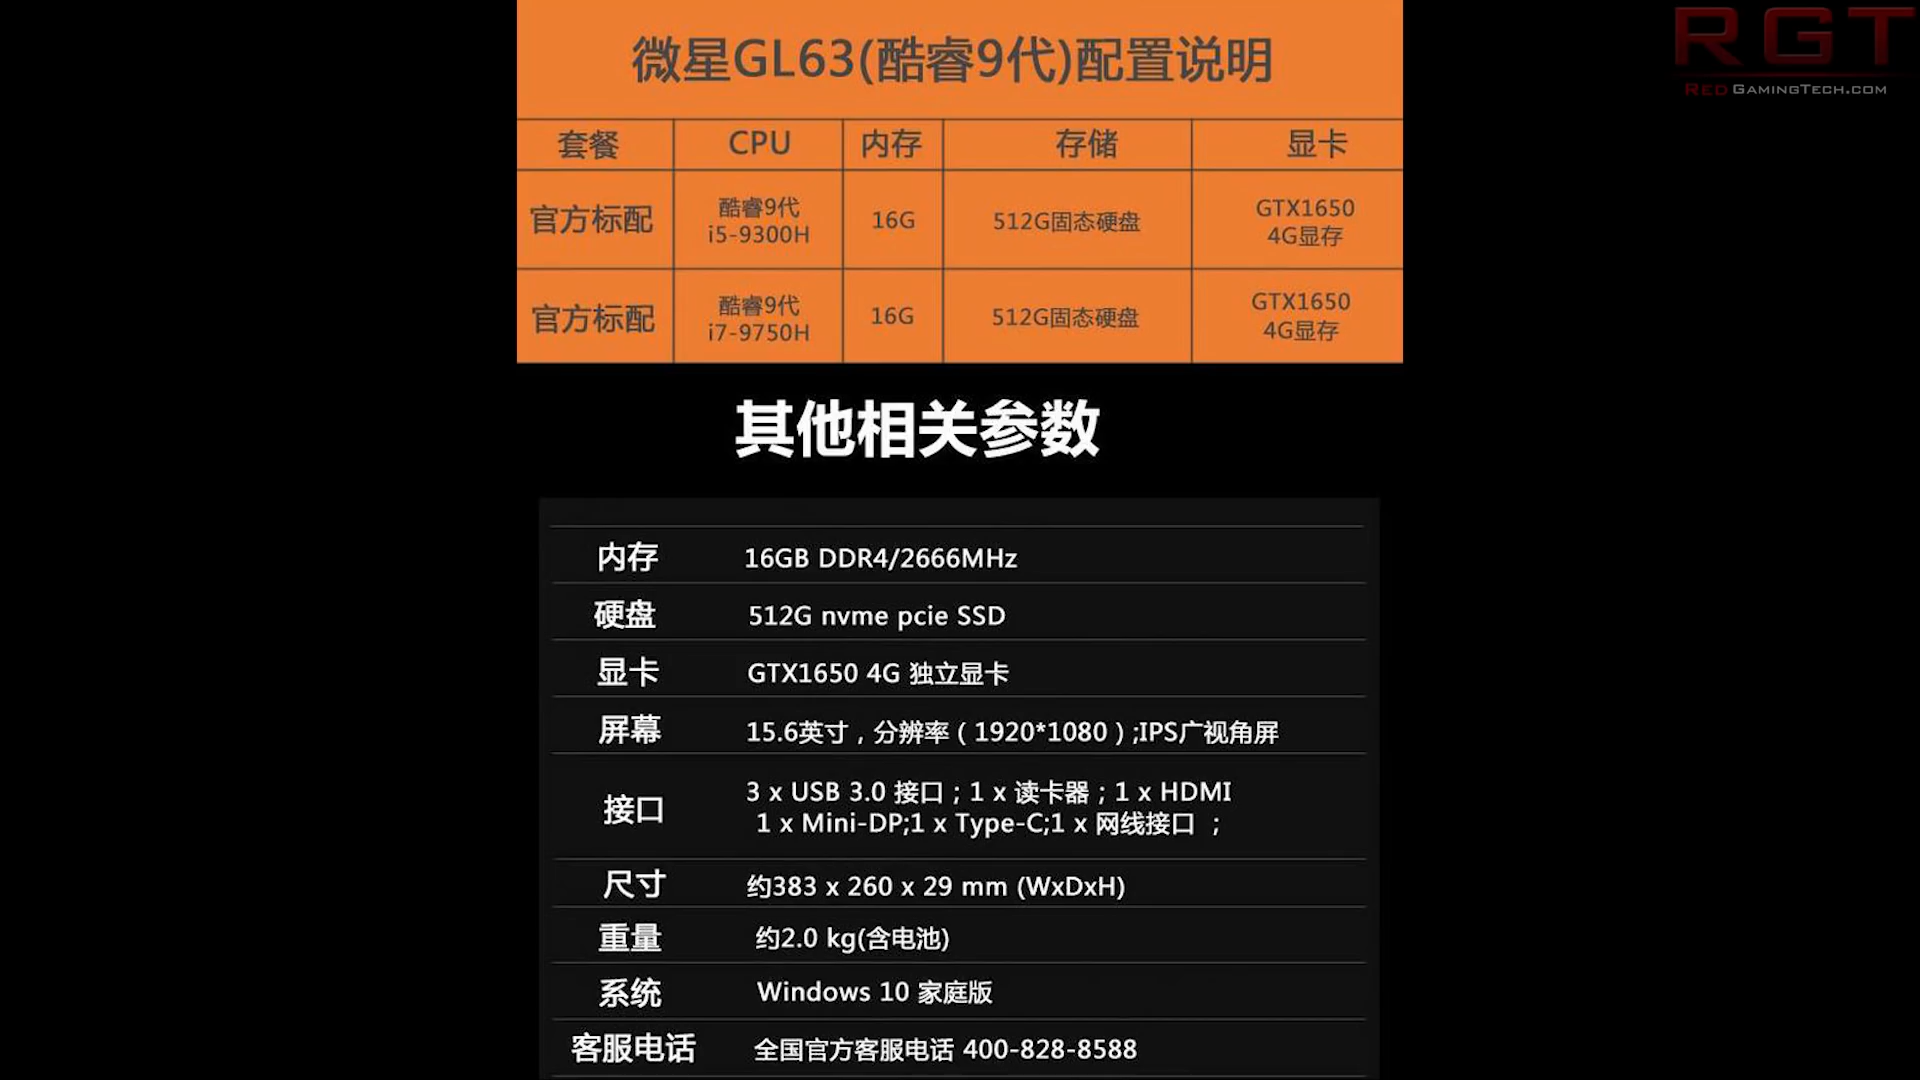 RGT
RedGamingTech.com
微星GL63(酷睿9代)配置说明
套餐 CPU 内存 存储 显卡
官方标配 酷睿9代 i5-9300H 16G 512G固态硬盘 GTX1650 4G显存
官方标配 酷睿9代 i7-9750H 16G 512G固态硬盘 GTX1650 4G显存
其他相关参数
内存 16GB DDR4/2666MHz
硬盘 512G nvme pcie SSD
显卡 GTX1650 4G 独立显卡
屏幕 15.6英寸，分辨率（1920*1080）;IPS广视角屏
接口 3 x USB 3.0 接口；1 x 读卡器；1 x HDMI
1 x Mini-DP;1 x Type-C;1 x 网线接口 ；
尺寸 约383 x 260 x 29 mm (WxDxH)
重量 约2.0 kg(含电池)
系统 Windows 10 家庭版
客服电话 全国官方客服电话 400-828-8588